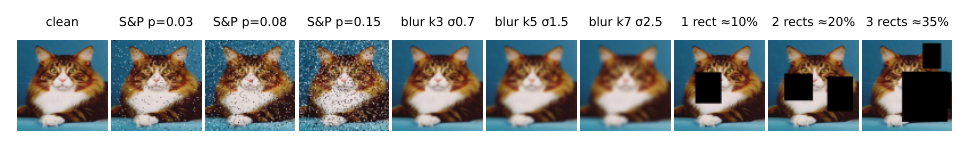 clean S&P p=0.03 S&P p=0.08 S&P p=0.15 blur k3 σ0.7 blur k5 σ1.5 blur k7 σ2.5 1 rect ≈10% 2 rects ≈20% 3 rects ≈35%